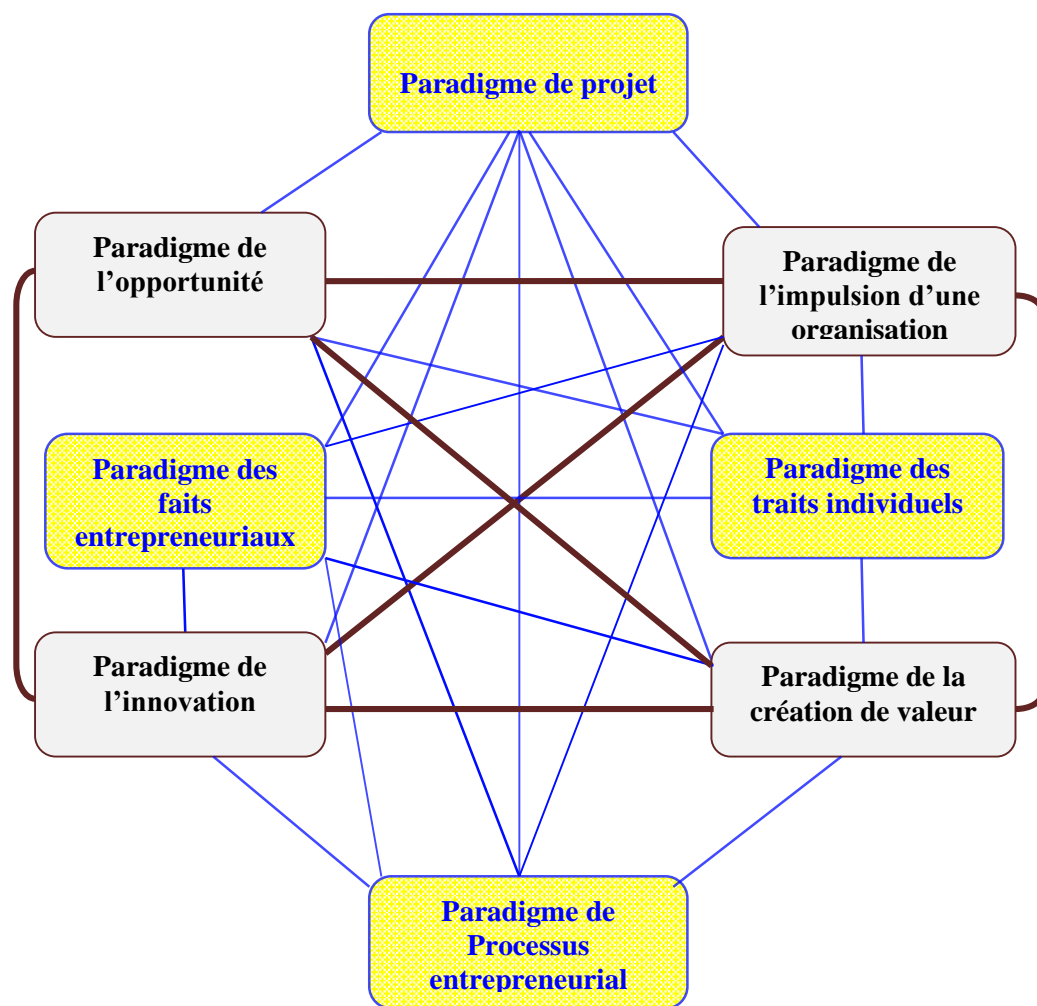 Paradigme de projet
Paradigme de
l’opportunité
Paradigme de
l’impulsion d’une
organisation
Paradigme des
faits
entrepreneuriaux
Paradigme des
traits individuels
Paradigme de
l’innovation
Paradigme de la
création de valeur
Paradigme de
Processus
entrepreneurial